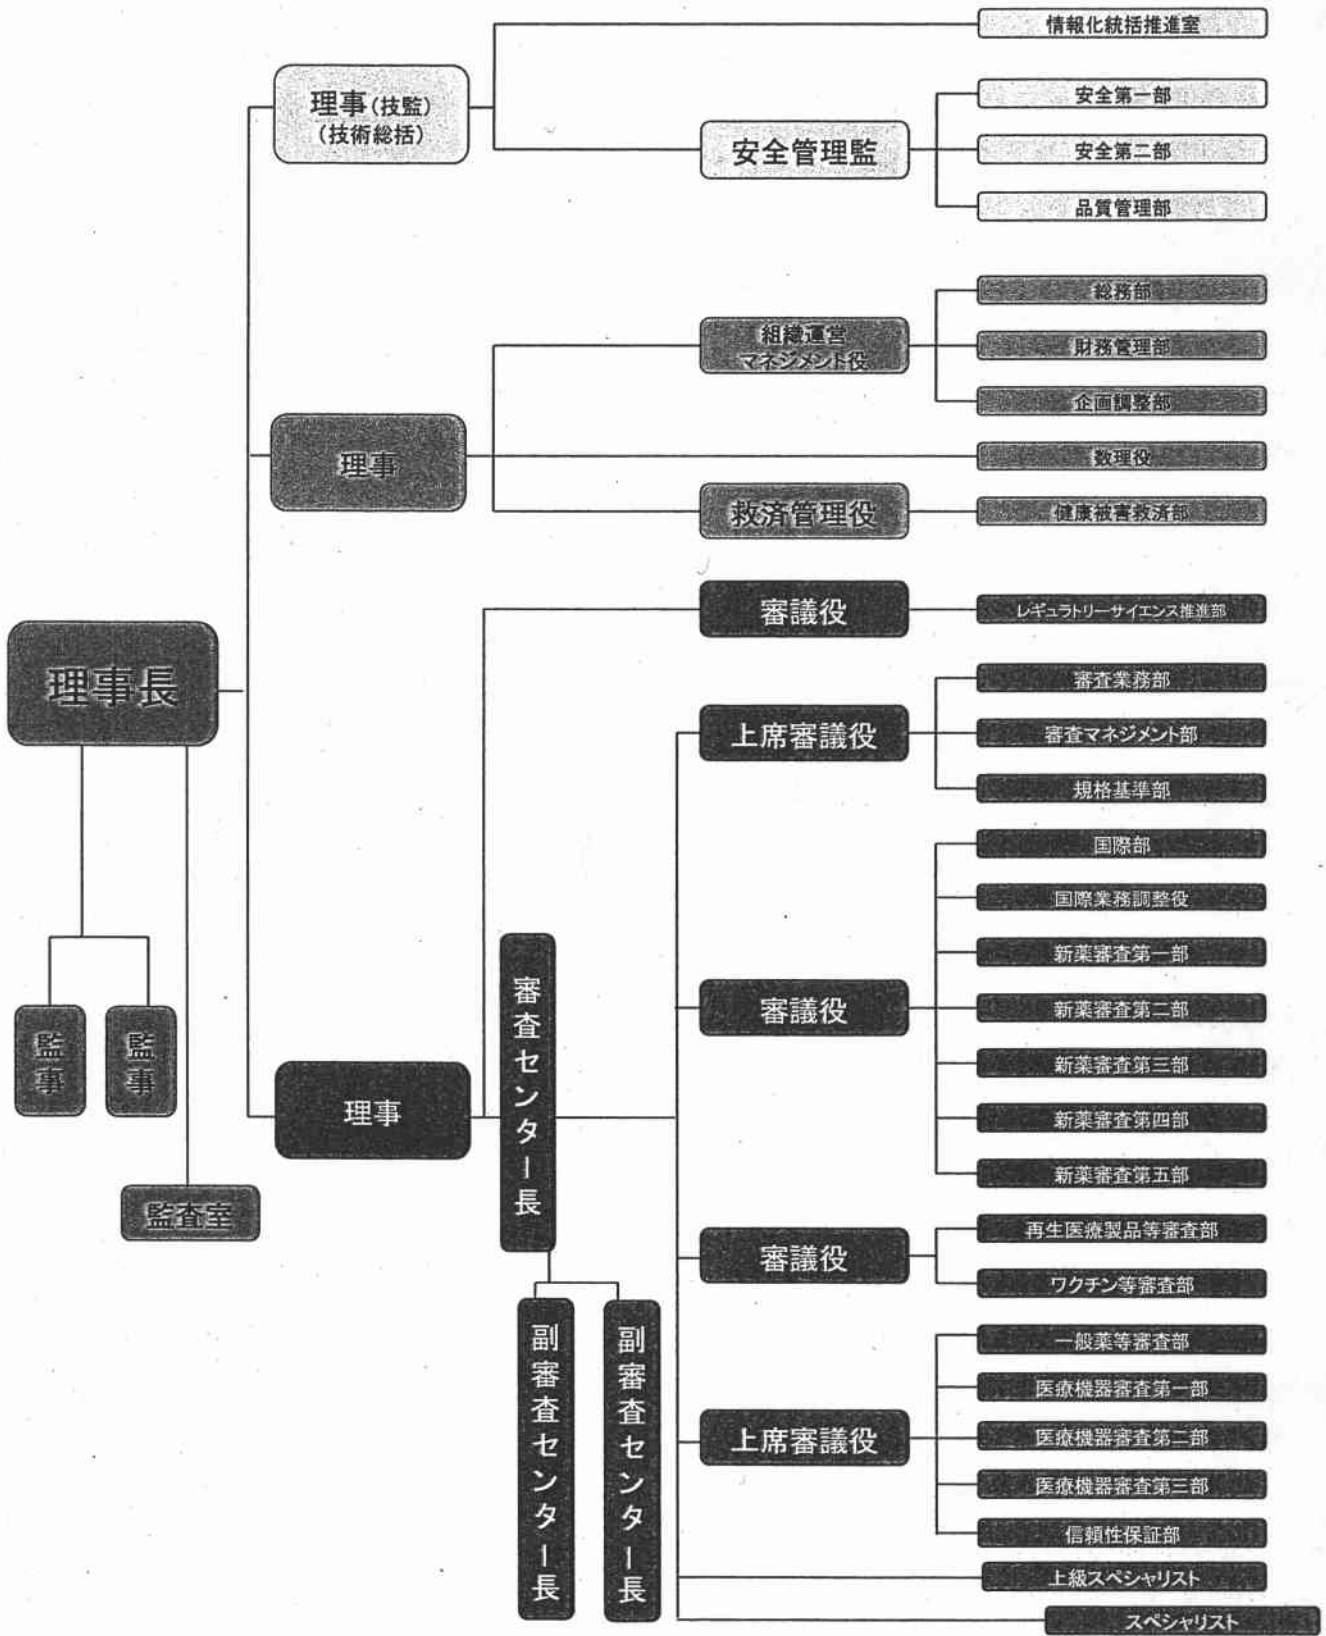 情報化統括推進室
理事(技監)
(技術総括)
安全第一部
安全管理監
安全第二部
品質管理部
総務部
組織運営
マネジメント役
財務管理部
企画調整部
理事
数理役
救済管理役
健康被害救済部
審議役
レギュラトリーサイエンス推進部
理事長
審査業務部
上席審議役
審査マネジメント部
規格基準部
国際部
国際業務調整役
新薬審査第一部
審議役
新薬審査第二部
新薬審査第三部
新薬審査第四部
新薬審査第五部
監事
監事
理事
審査センター長
監査室
再生医療製品等審査部
審議役
ワクチン等審査部
副審査センター長
副審査センター長
一般薬等審査部
医療機器審査第一部
上席審議役
医療機器審査第二部
医療機器審査第三部
信頼性保証部
上級スペシャリスト
スペシャリスト